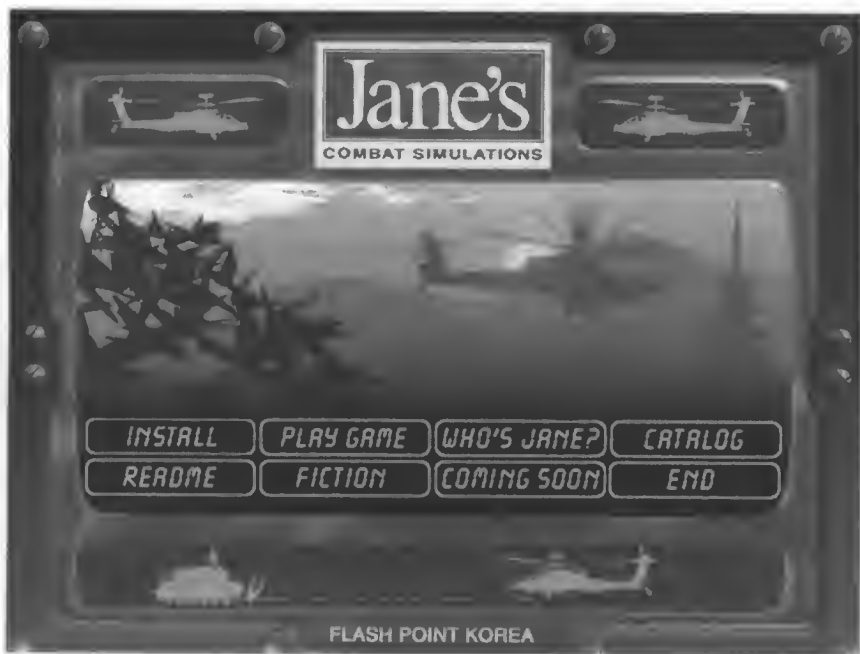 Jane's
COMBAT SIMULATIONS
INSTALL PLAY GAME WHO'S JANE? CATALOG
README FICTION COMING SOON END
FLASH POINT KOREA